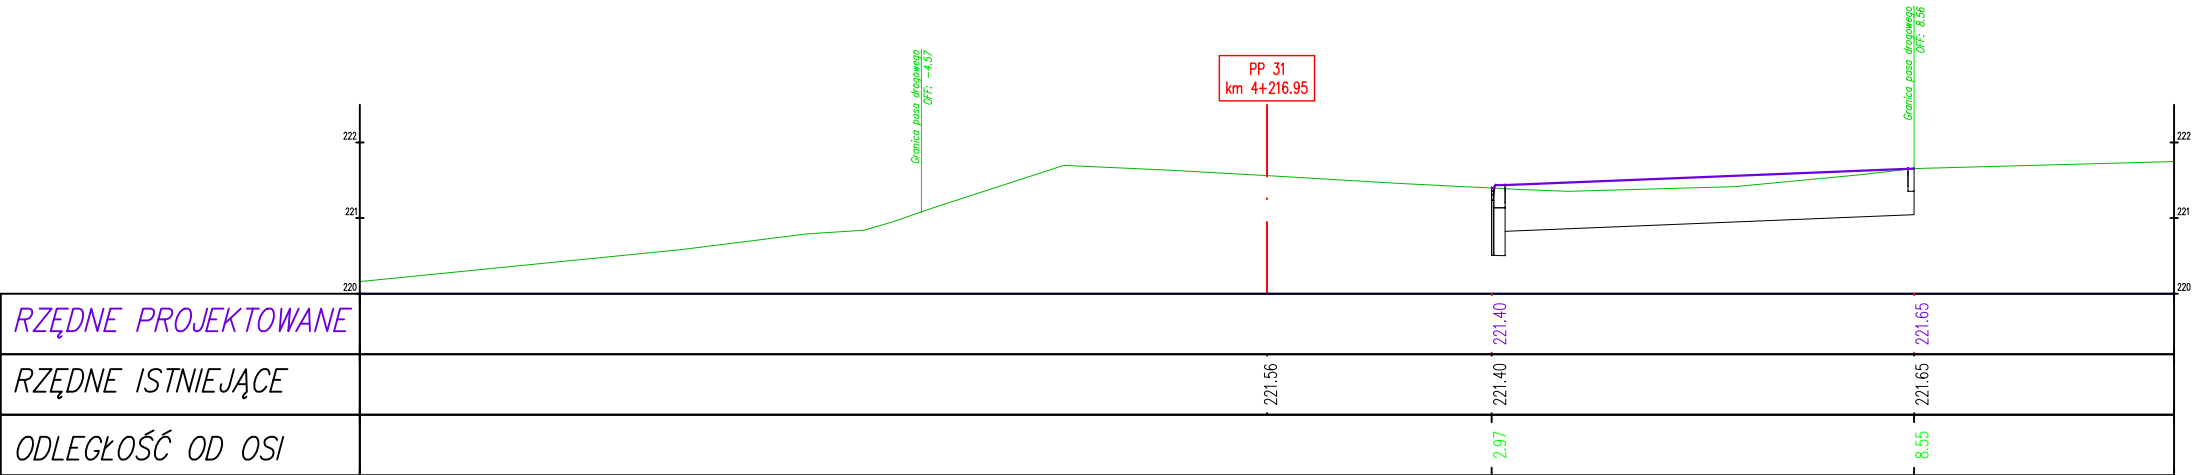 Granica pasa drogowego
OFF: -4.57
PP 31
km 4+216.95
Granica pasa drogowego
OFF: 8.56
222
222
221
221
220
220
RZĘDNE PROJEKTOWANE
221.40
221.65
RZĘDNE ISTNIEJĄCE
221.56
221.40
221.65
ODLEGŁOŚĆ OD OSI
2.97
8.55